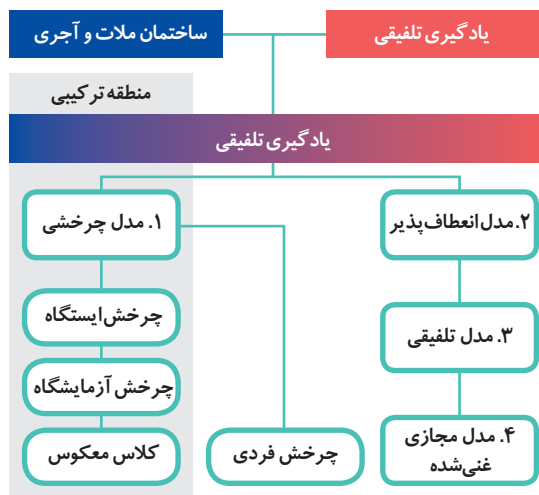 یادگیری تلفیقی
ساختمان ملات و آجری
منطقه ترکیبی
یادگیری تلفیقی
۱. مدل چرخشی
۲. مدل انعطاف‌پذیر
چرخش ایستگاه
۳. مدل تلفیقی
چرخش آزمایشگاه
کلاس معکوس
چرخش فردی
۴. مدل مجازی
غنی‌شده